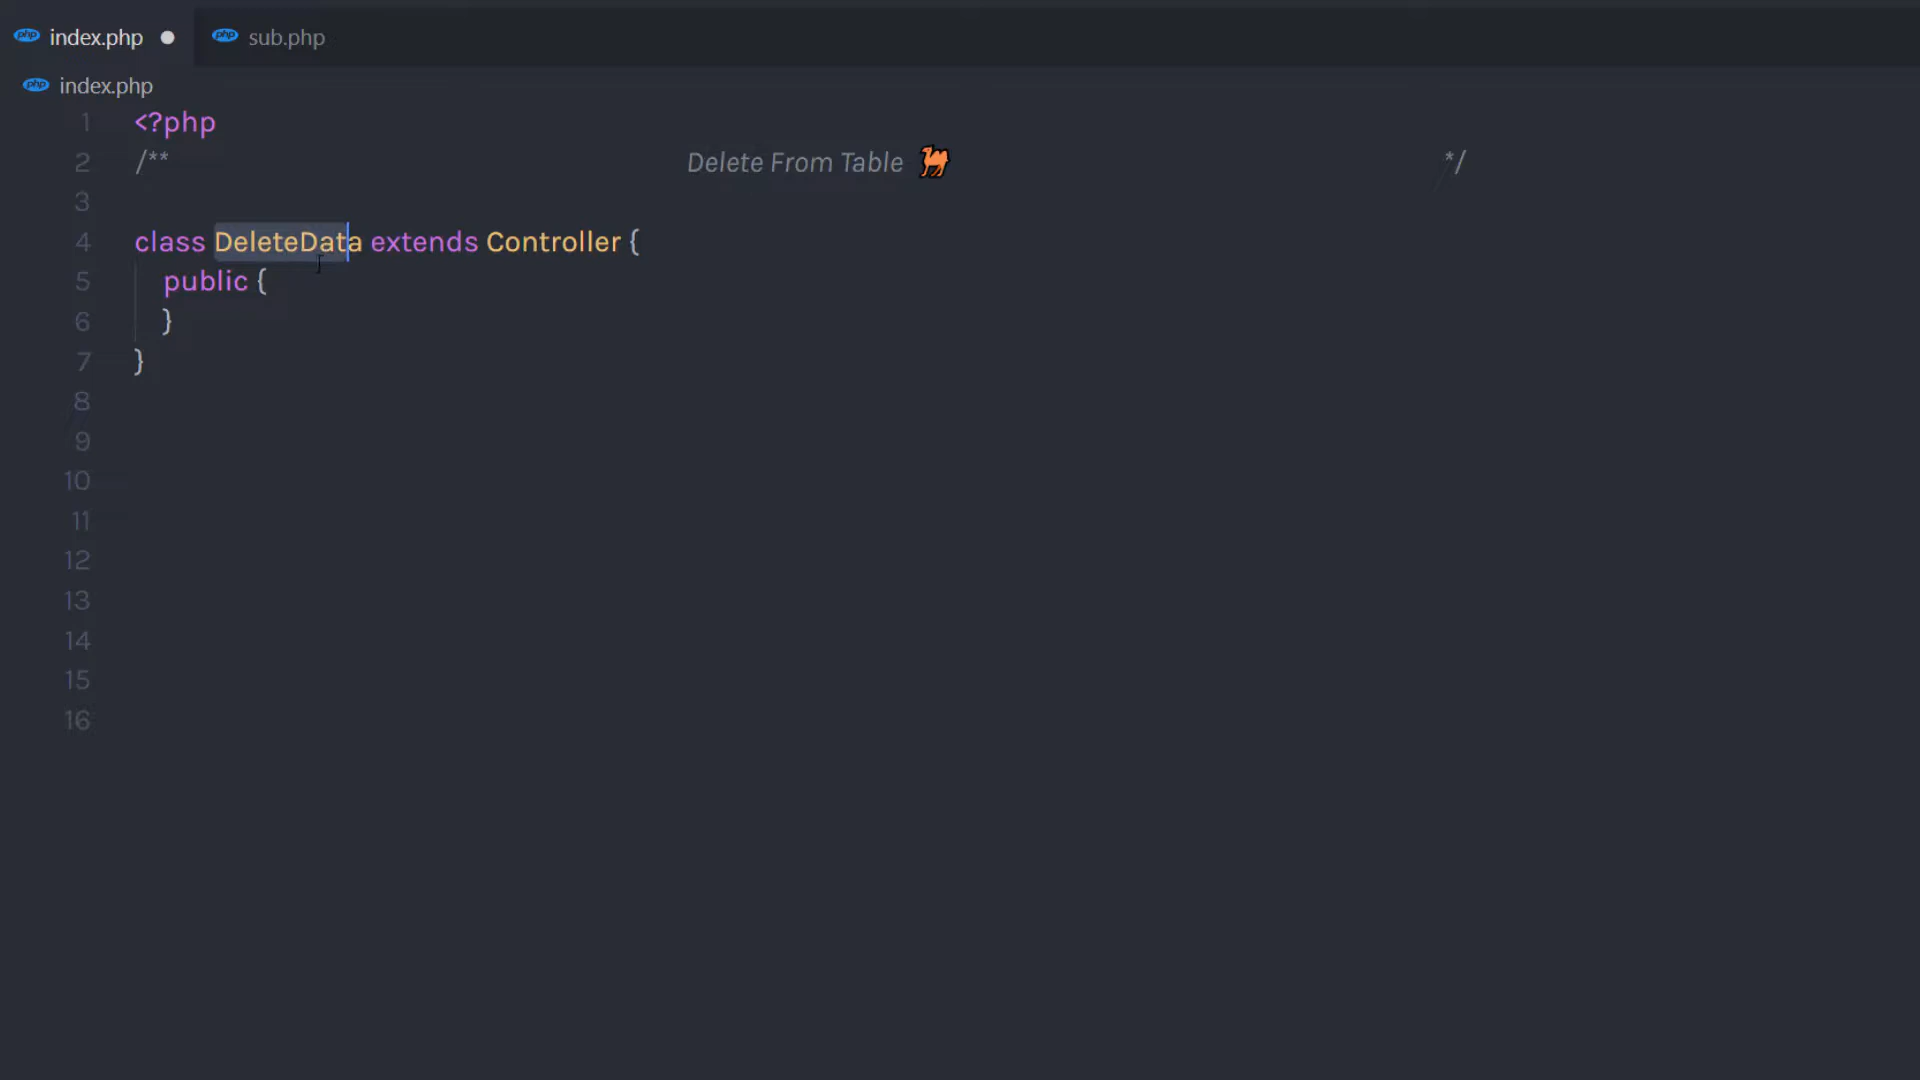 index.php
sub.php
index.php
1 <?php
2 /** Delete From Table 🐫 */
3
4 class DeleteData extends Controller {
5 public {
6 }
7 }
8
9
10
11
12
13
14
15
16